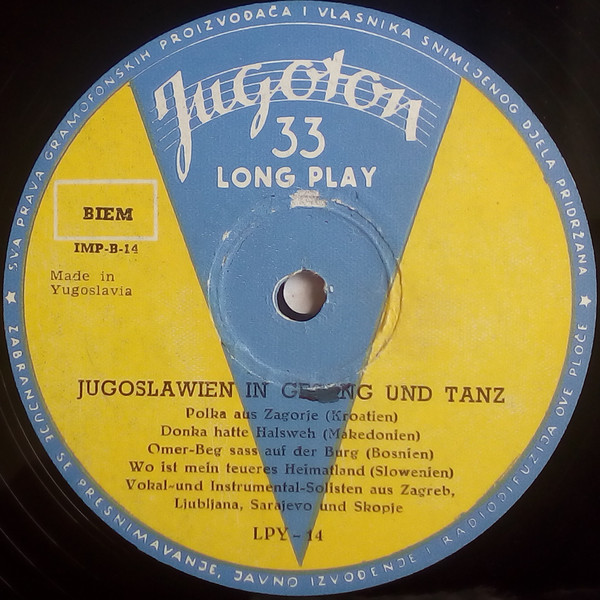 SVA PRAVA GRAMOFONSKIH PROIZVOĐAČA I VLASNIKA SNIMLJENOG DJELA PRIDRŽANA
Jugoton
33
LONG PLAY
BIEM
IMP-B-14
Made in
Yugoslavia
JUGOSLAWIEN IN UND TANZ
Polka aus Zagorje (Kroatien)
Donka hatte Halsweh (Makedonien)
Omer-Beg sass auf der Burg (Bosnien)
Wo ist mein teueres Heimatland (Slowenien)
Vokal-und Instrumental-Solisten aus Zagreb,
Ljubljana, Sarajevo und Skopje
LPY-14
ZABRANJUJE SE PRESNIMAVANJE, JAVNO IZVOĐENJE I RADIODIFUZIJA OVE PLOČE